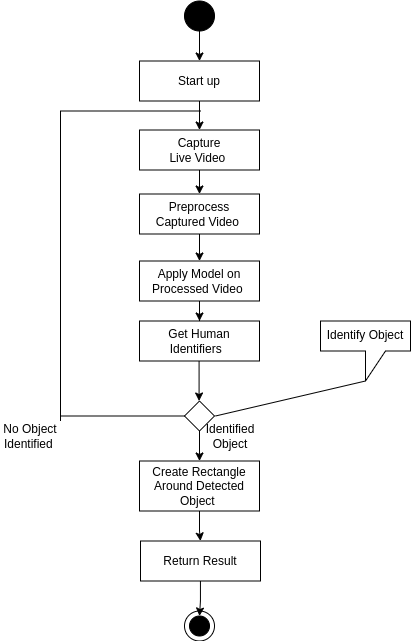 Start up
Capture
Live Video
Preprocess
Captured Video
Apply Model on
Processed Video
Get Human
Identifiers
Identify Object
No Object
Identified
Identified
Object
Create Rectangle
Around Detected
Object
Return Result